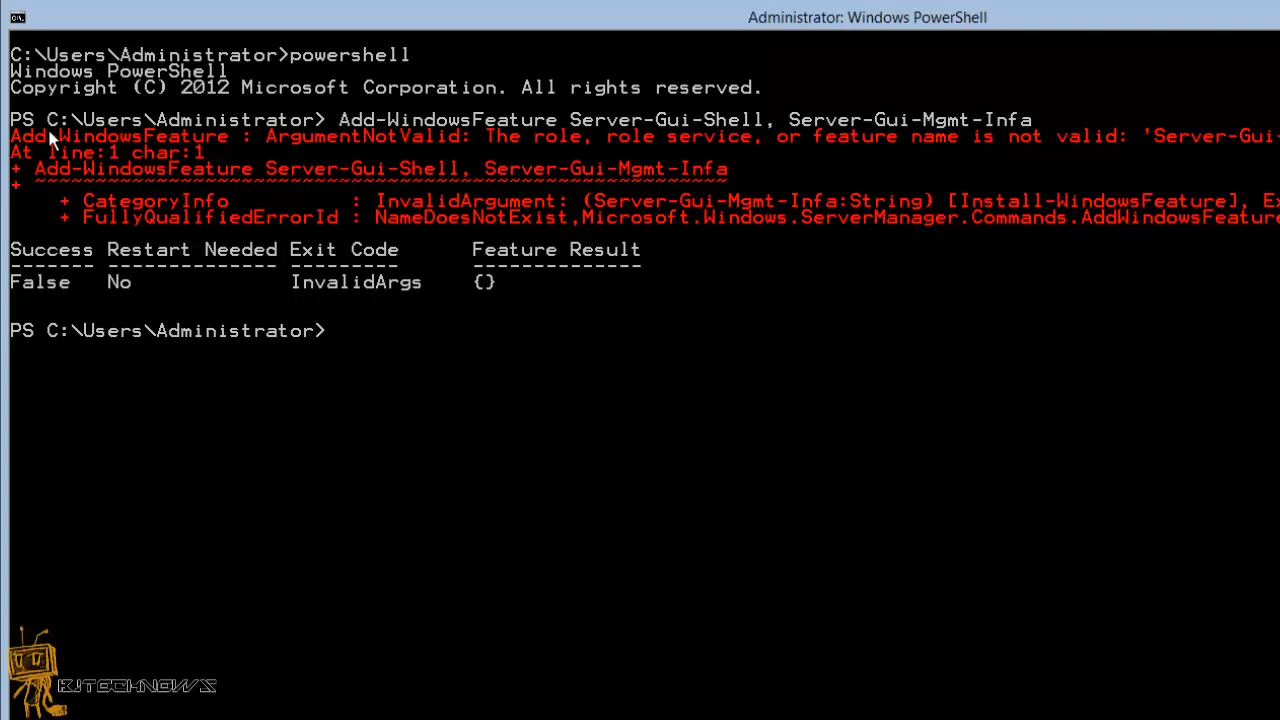 Administrator: Windows PowerShell
C:\Users\Administrator>powershell
Windows PowerShell
Copyright (C) 2012 Microsoft Corporation. All rights reserved.
PS C:\Users\Administrator> Add-WindowsFeature Server-Gui-Shell, Server-Gui-Mgmt-Infa
Add-WindowsFeature : ArgumentNotValid: The role, role service, or feature name is not valid: 'Server-Gui-
At line:1 char:1
+ Add-WindowsFeature Server-Gui-Shell, Server-Gui-Mgmt-Infa
+ ~~~~~~~~~~~~~~~~~~~~~~~~~~~~~~~~~~~~~~~~~~~~~~~~~~~~~~~~~
+ CategoryInfo : InvalidArgument: (Server-Gui-Mgmt-Infa:String) [Install-WindowsFeature], Ex
+ FullyQualifiedErrorId : NameDoesNotExist,Microsoft.Windows.ServerManager.Commands.AddWindowsFeature
Success Restart Needed Exit Code Feature Result
------- -------------- --------- --------------
False No InvalidArgs {}
PS C:\Users\Administrator>
BJTECHNEWS